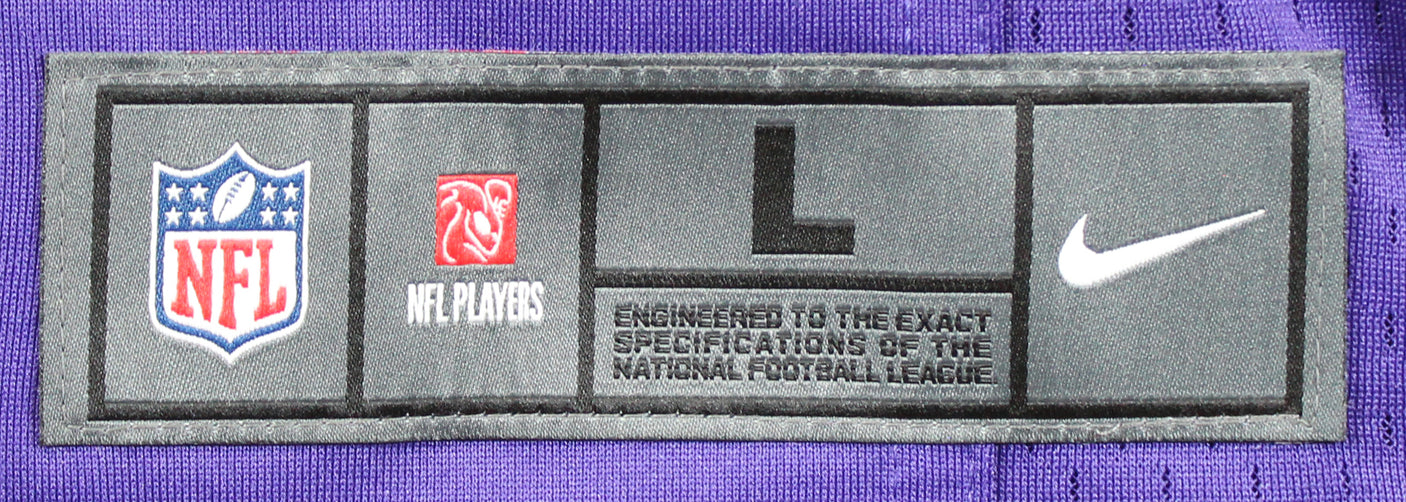 NFL
NFL PLAYERS
L
ENGINEERED TO THE EXACT
SPECIFICATIONS OF THE
NATIONAL FOOTBALL LEAGUE.